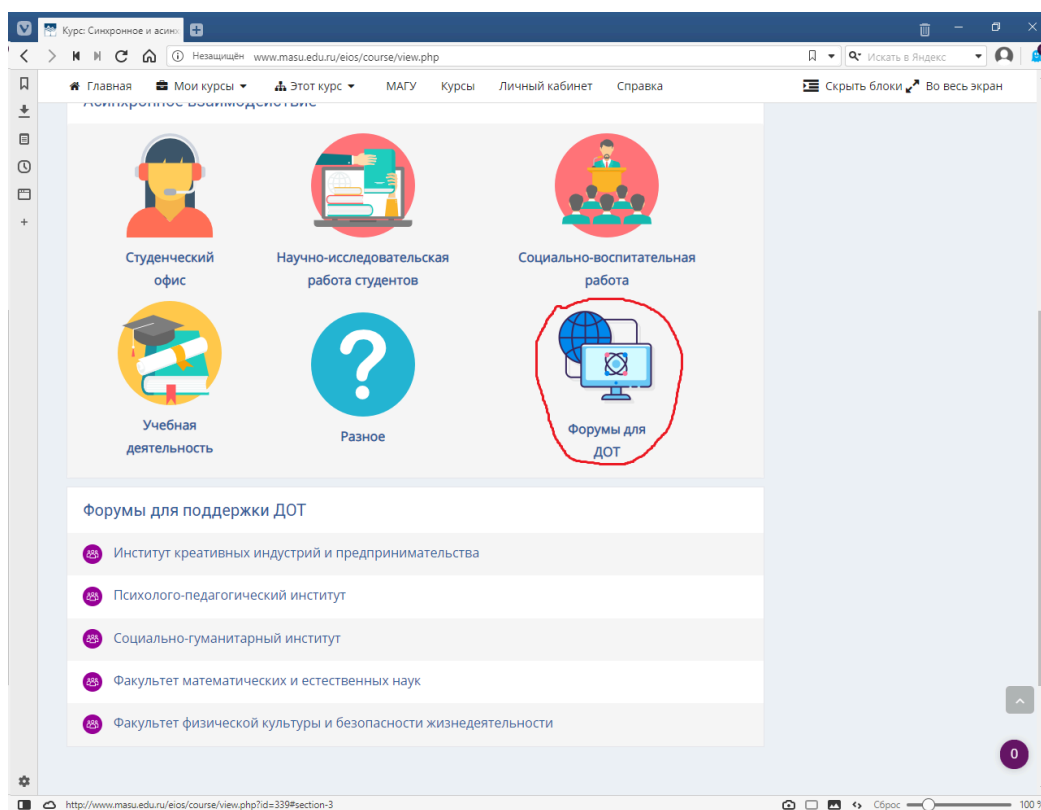 Курс: Синхронное и асинх
Незащищён www.masu.edu.ru/eios/course/view.php
Искать в Яндекс
Главная Мои курсы Этот курс МАГУ Курсы Личный кабинет Справка Скрыть блоки Во весь экран
Асинхронное взаимодействие
Студенческий
офис
Научно-исследовательская
работа студентов
Социально-воспитательная
работа
Учебная
деятельность
?
Разное
Форумы для
ДОТ
Форумы для поддержки ДОТ
Институт креативных индустрий и предпринимательства
Психолого-педагогический институт
Социально-гуманитарный институт
Факультет математических и естественных наук
Факультет физической культуры и безопасности жизнедеятельности
0
http://www.masu.edu.ru/eios/course/view.php?id=339#section-3
Сброс 100 %